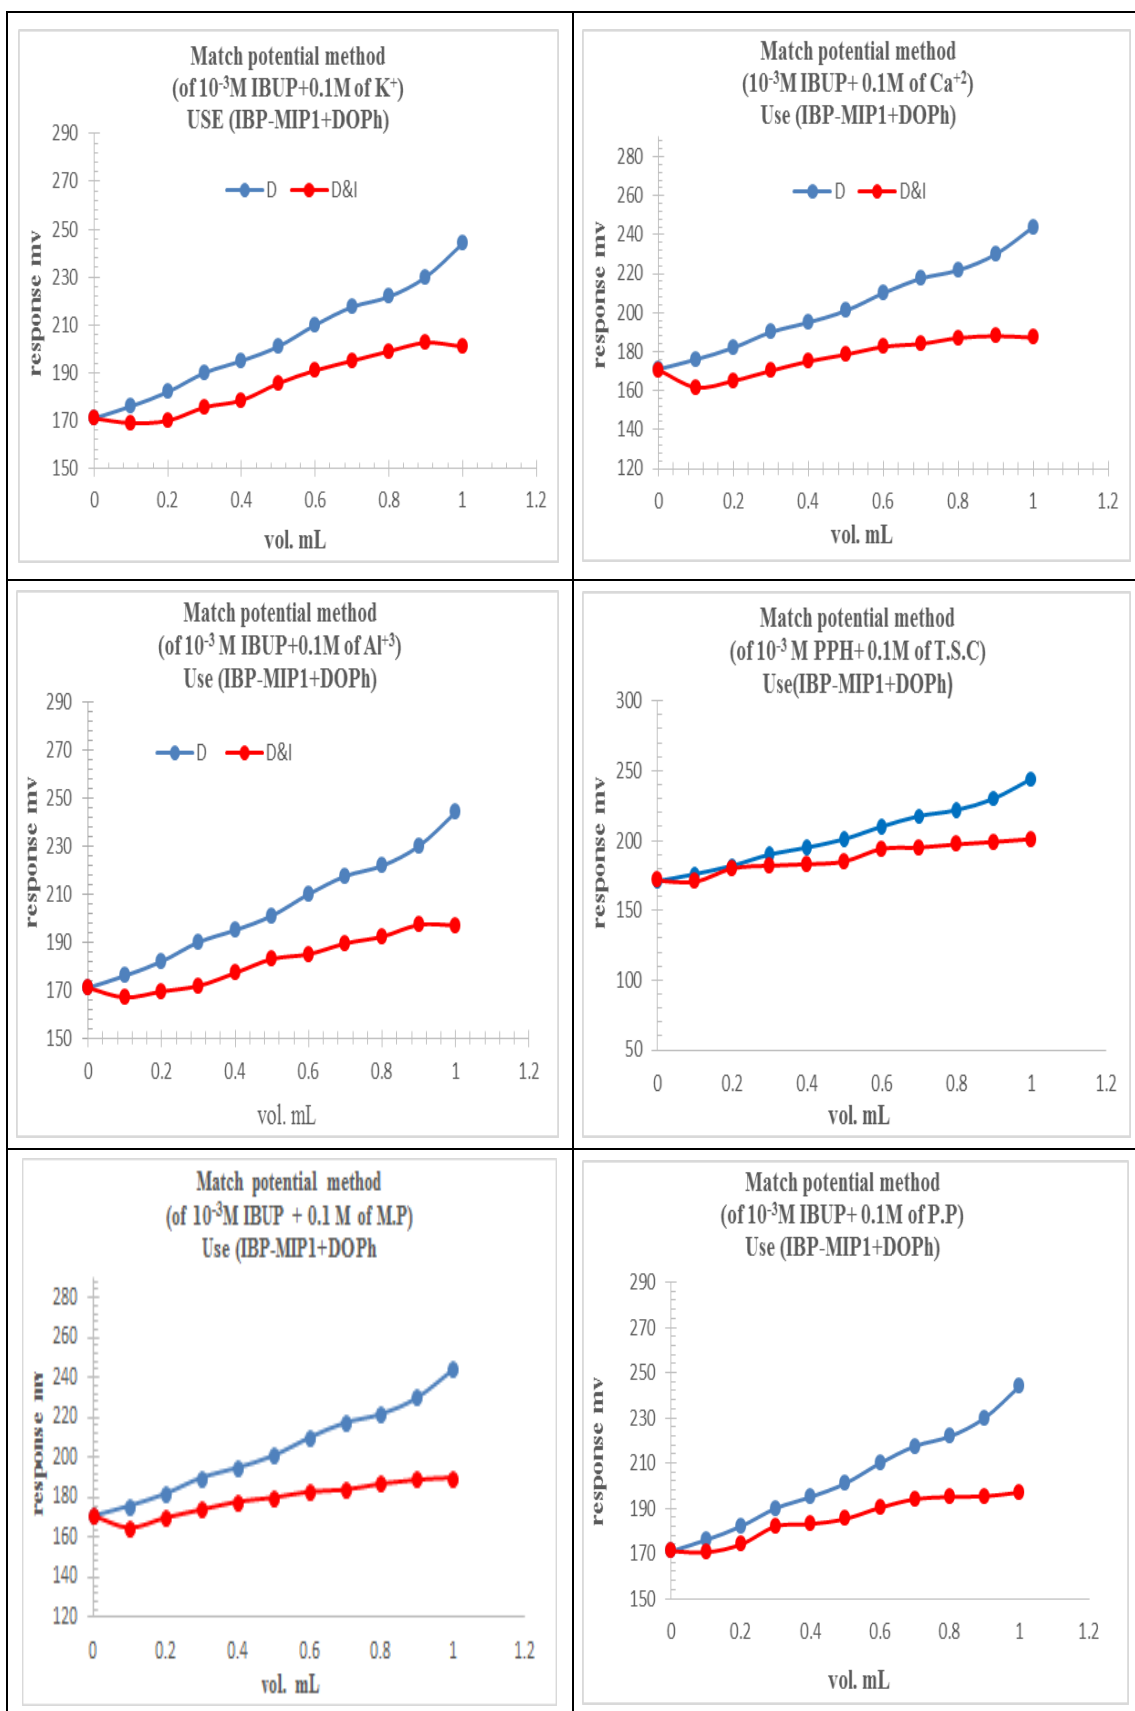 Match potential method
(of 10⁻³M IBUP+0.1M of K⁺)
USE (IBP-MIP1+DOPh)
290
270
250
230
210
190
170
150
D
D&I
response mv
0 0.2 0.4 0.6 0.8 1 1.2
vol. mL
Match potential method
(10⁻³M IBUP+ 0.1M of Ca⁺²)
Use (IBP-MIP1+DOPh)
280
260
240
220
200
180
160
140
120
D
D&I
response mv
0 0.2 0.4 0.6 0.8 1 1.2
vol. mL
Match potential method
(of 10⁻³ M IBUP+0.1M of Al⁺³)
Use (IBP-MIP1+DOPh)
290
270
250
230
210
190
170
150
D
D&I
response mv
0 0.2 0.4 0.6 0.8 1 1.2
vol. mL
Match potential method
(of 10⁻³ M PPH+ 0.1M of T.S.C)
Use(IBP-MIP1+DOPh)
300
250
200
150
100
50
response mv
0 0.2 0.4 0.6 0.8 1 1.2
vol. mL
Match potential method
(of 10⁻³M IBUP + 0.1 M of M.P)
Use (IBP-MIP1+DOPh
280
260
240
220
200
180
160
140
120
response mv
0 0.2 0.4 0.6 0.8 1 1.2
vol. mL
Match potential method
(of 10⁻³M IBUP+ 0.1M of P.P)
Use (IBP-MIP1+DOPh)
290
270
250
230
210
190
170
150
response mv
0 0.2 0.4 0.6 0.8 1 1.2
vol. mL